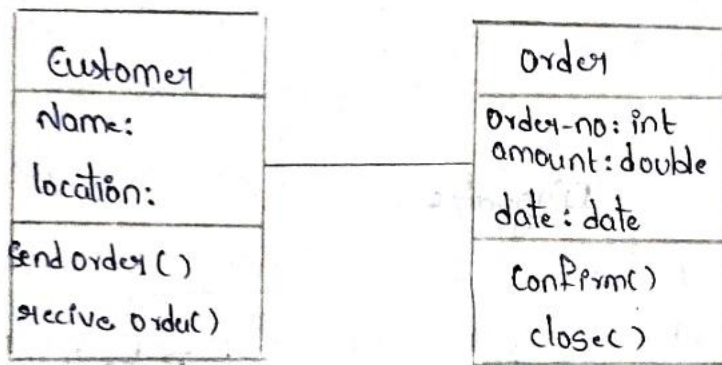 Customer
Name:
location:
Send order()
recive order()
Order
order-no: int
amount: double
date: date
Confirm()
close()